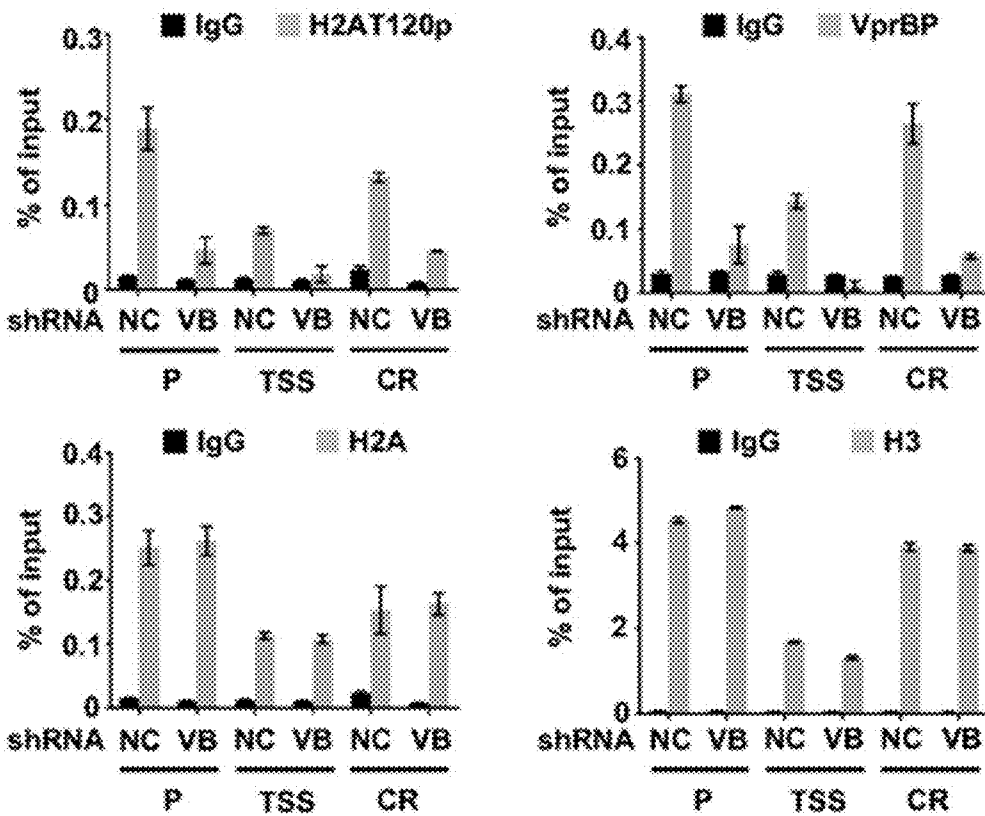 IgG H2AT120p
% of input
0.3
0.2
0.1
0
shRNA NC VB NC VB NC VB
P TSS CR
IgG VprBP
% of input
0.4
0.3
0.2
0.1
0
shRNA NC VB NC VB NC VB
P TSS CR
IgG H2A
% of input
0.4
0.3
0.2
0.1
0
shRNA NC VB NC VB NC VB
P TSS CR
IgG H3
% of input
6
4
2
0
shRNA NC VB NC VB NC VB
P TSS CR